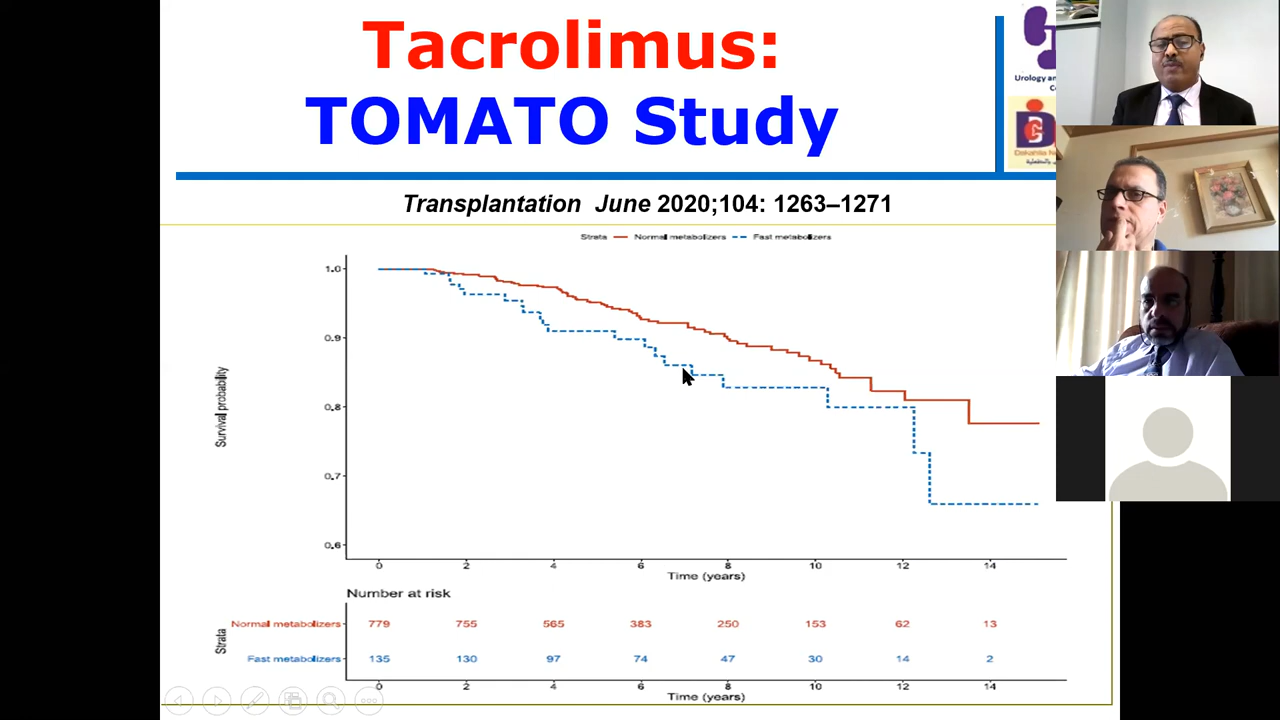 Tacrolimus:
TOMATO Study
Urology an
Transplantation June 2020;104: 1263–1271
Strata Normal metabolizers Fast metabolizers
Survival probability
1.0
0.9
0.8
0.7
0.6
0 2 4 6 8 10 12 14
Time (years)
Number at risk
Strata
Normal metabolizers 779 755 565 383 250 153 62 13
Fast metabolizers 135 130 97 74 47 30 14 2
0 2 4 6 8 10 12 14
Time (years)